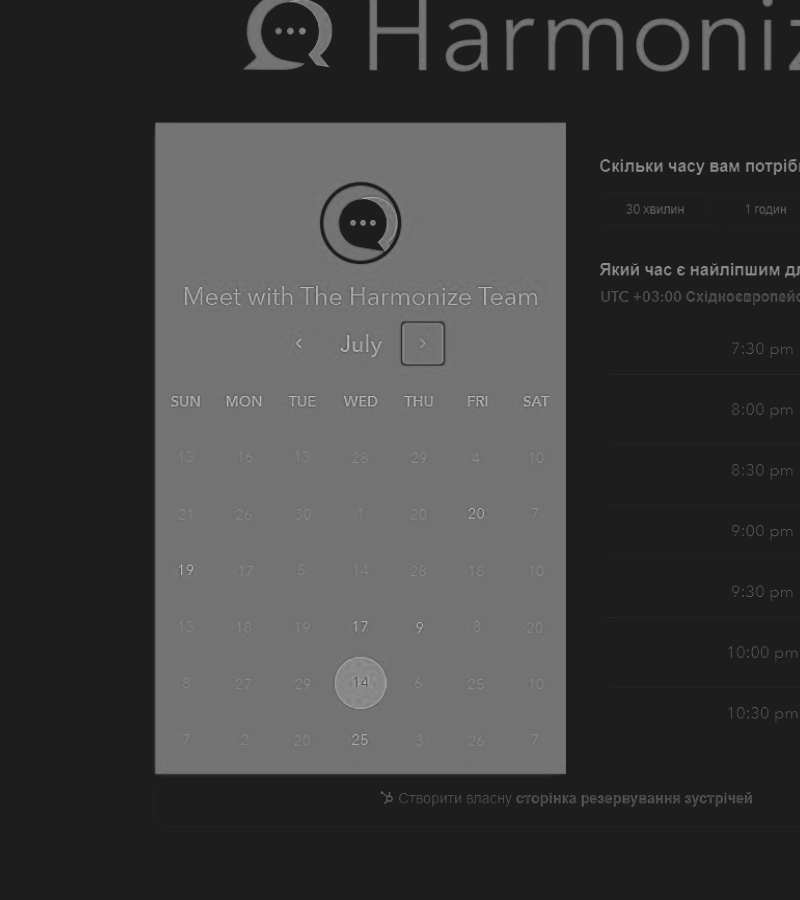 Harmoniz
Meet with The Harmonize Team
July
SUN MON TUE WED THU FRI SAT
13 16 13 28 29 4 10
21 26 30 1 20 20 7
19 17 5 14 28 18 10
13 18 19 17 9 8 20
8 27 29 14 6 25 10
7 2 20 25 3 26 7
Скільки часу вам потріб
30 хвилин 1 годин
Який час є найліпшим д
UTC +03:00 Східноєвропейс
7:30 pm
8:00 pm
8:30 pm
9:00 pm
9:30 pm
10:00 pm
10:30 pm
Створити власну сторінка резервування зустрічей